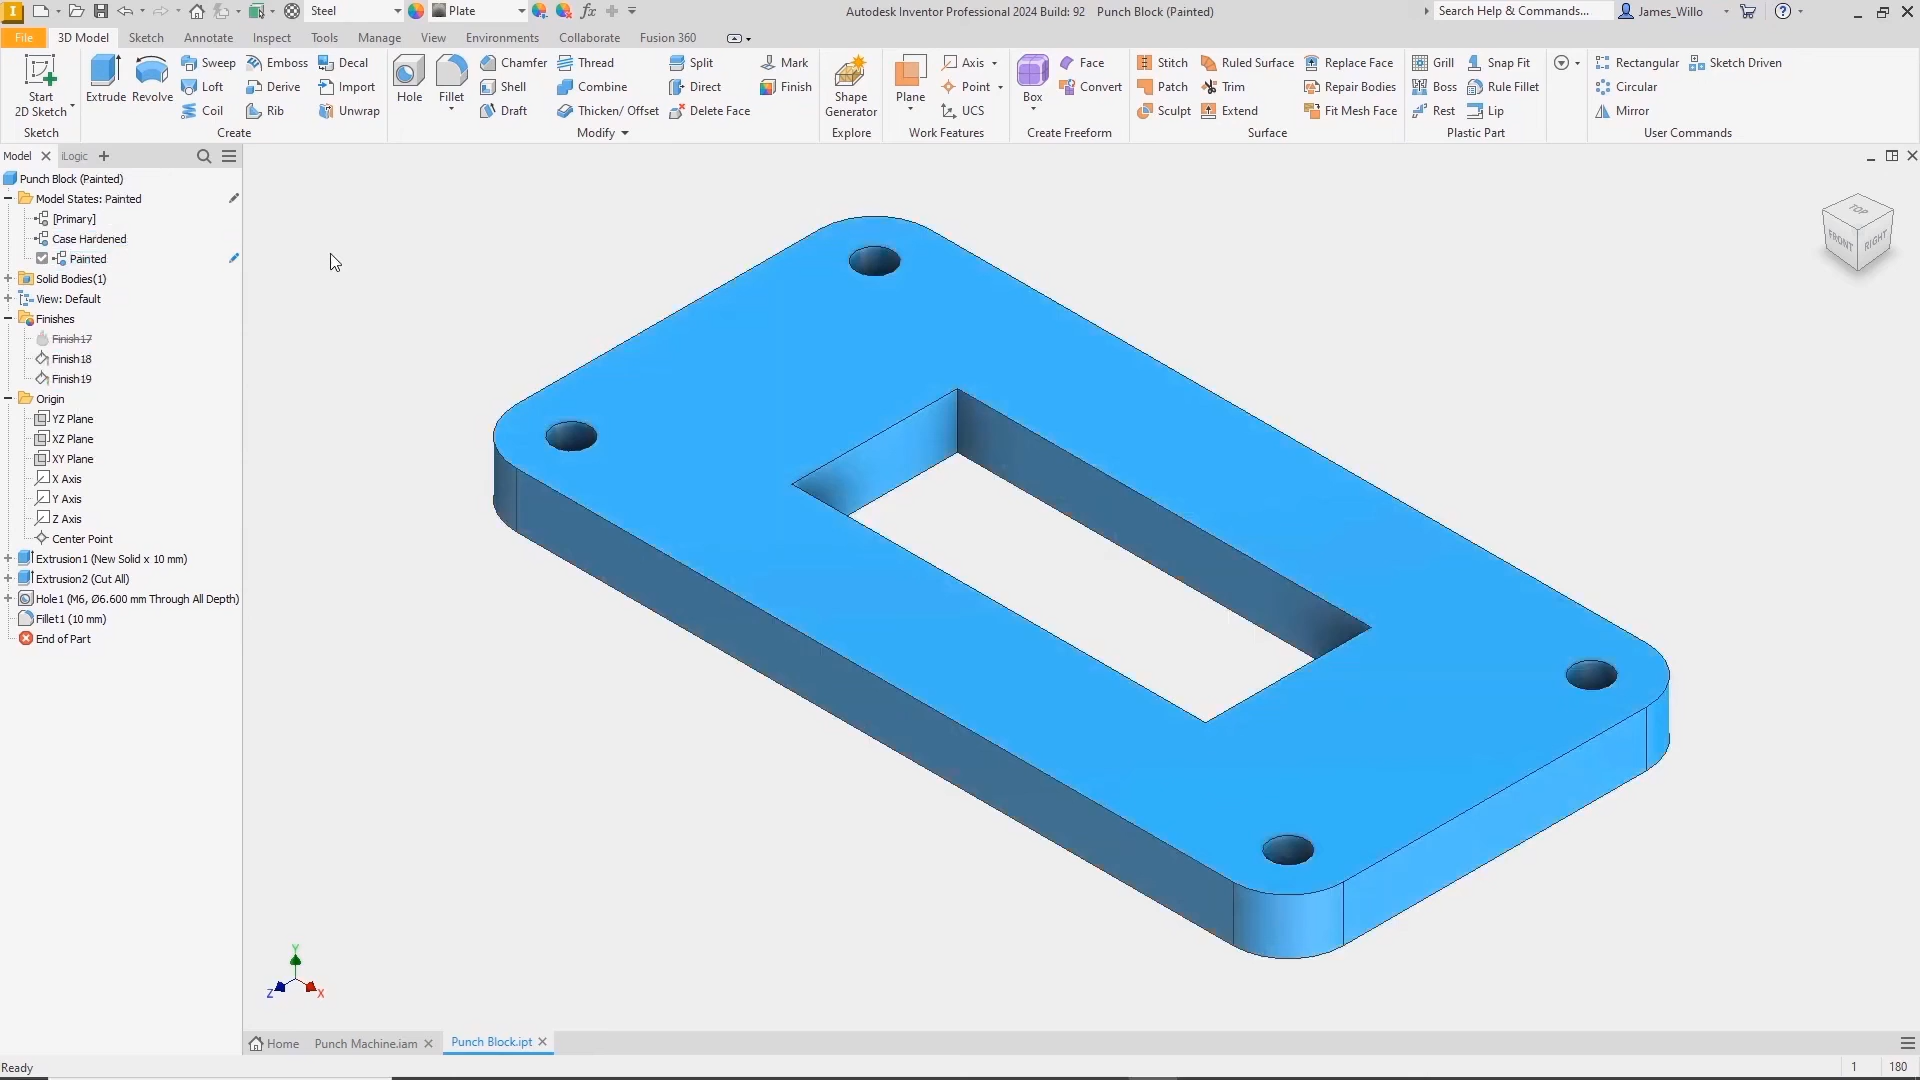 Steel Plate fx Autodesk Inventor Professional 2024 Build: 92 Punch Block (Painted) Search Help & Commands... James_Willo
File 3D Model Sketch Annotate Inspect Tools Manage View Environments Collaborate Fusion 360
Start 2D Sketch
Sketch
Extrude Revolve
Sweep Emboss Decal
Loft Derive Import
Coil Rib Unwrap
Create
Hole Fillet
Chamfer Thread Split Mark
Shell Combine Direct Finish
Draft Thicken/ Offset Delete Face
Modify
Shape Generator
Explore
Plane
Axis
Point
UCS
Work Features
Box
Face
Convert
Create Freeform
Stitch Ruled Surface Replace Face
Patch Trim Repair Bodies
Sculpt Extend Fit Mesh Face
Surface
Grill Snap Fit
Boss Rule Fillet
Rest Lip
Plastic Part
Rectangular Sketch Driven
Circular
Mirror
User Commands
Model iLogic
Punch Block (Painted)
Model States: Painted
[Primary]
Case Hardened
Painted
Solid Bodies(1)
View: Default
Finishes
Finish17
Finish18
Finish19
Origin
YZ Plane
XZ Plane
XY Plane
X Axis
Y Axis
Z Axis
Center Point
Extrusion1 (New Solid x 10 mm)
Extrusion2 (Cut All)
Hole1 (M6, Ø6.600 mm Through All Depth)
Fillet1 (10 mm)
End of Part
TOP
FRONT RIGHT
Y
Z X
Home Punch Machine.iam Punch Block.ipt
Ready 1 180